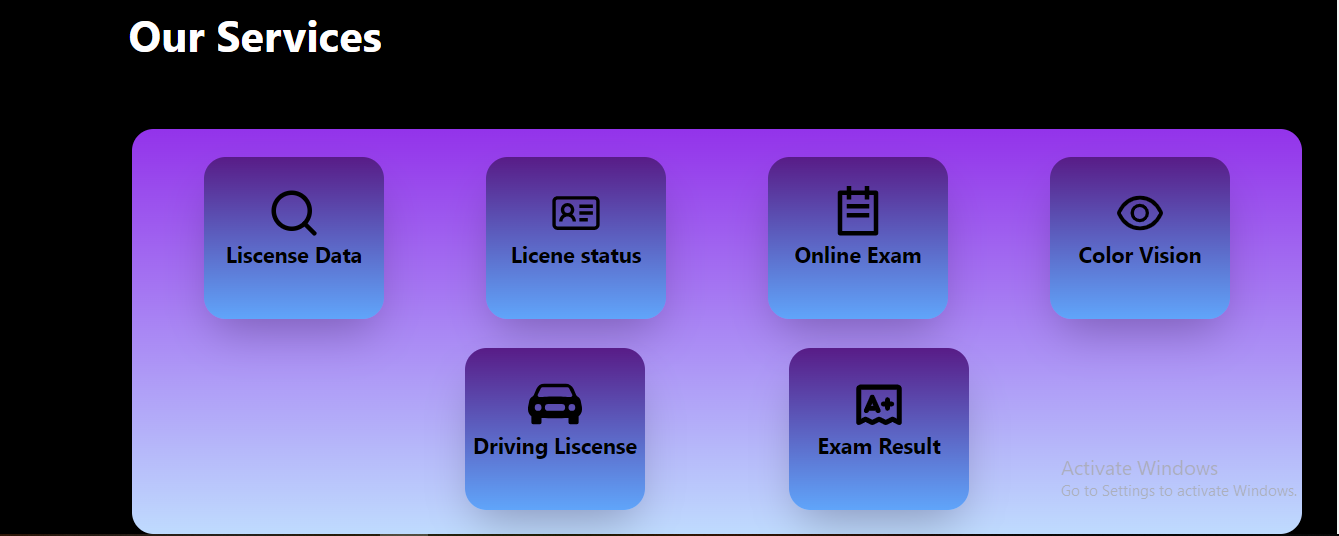 Our Services
Liscense Data
Licene status
Online Exam
Color Vision
Driving Liscense
A+
Exam Result
Activate Windows
Go to Settings to activate Windows.